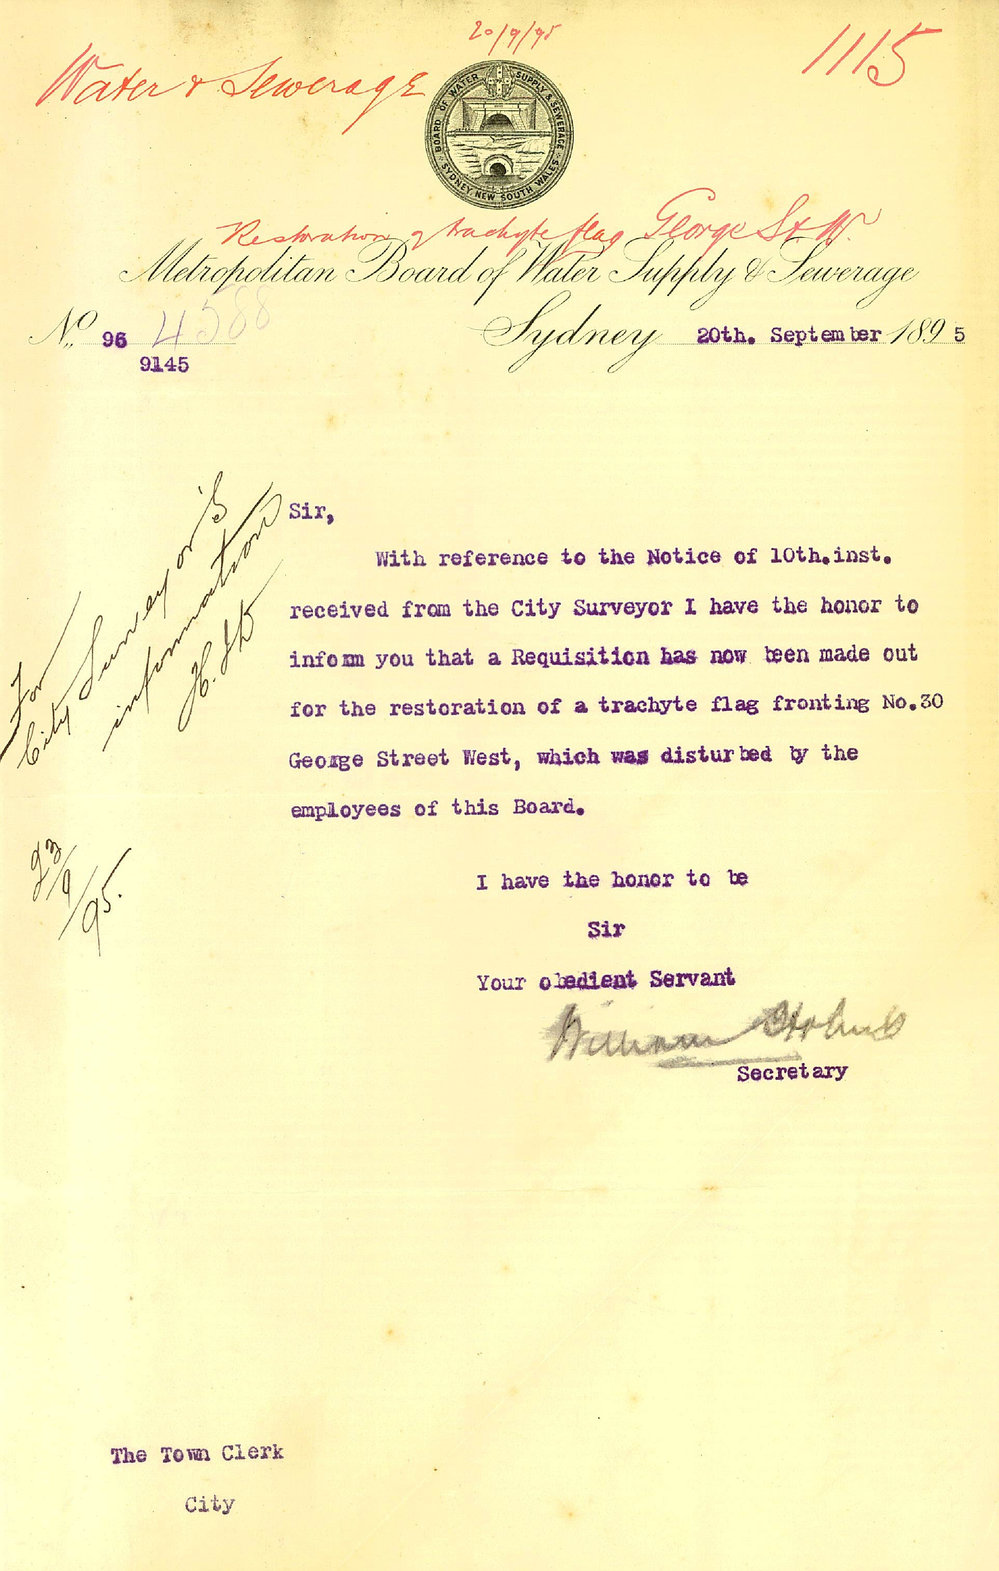 20/9/95
1115
Water & Sewerage
BOARD OF WATER SUPPLY & SEWERAGE
SYDNEY, NEW SOUTH WALES
Restoration of trachyte flag George St W.
Metropolitan Board of Water Supply & Sewerage
No. 96 4588
9145
Sydney 20th. September 1895
For
City Surveyor's
information
23/9/95.
Sir,
With reference to the Notice of 10th.inst.
received from the City Surveyor I have the honor to
inform you that a Requisition has now been made out
for the restoration of a trachyte flag fronting No.30
George Street West, which was disturbed by the
employees of this Board.
I have the honor to be
Sir
Your obedient Servant
William Holmes
Secretary
The Town Clerk
City